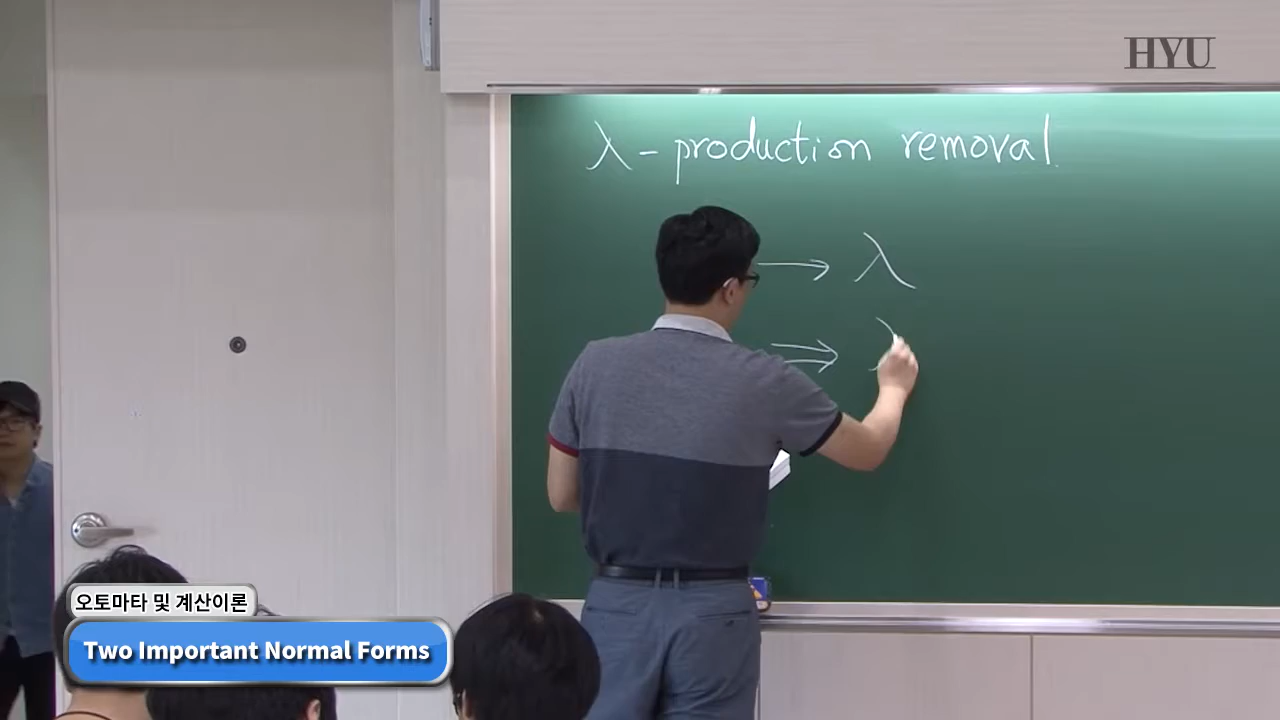 HYU
λ - production removal
→ λ
⇒ λ
오토마타 및 계산이론
Two Important Normal Forms